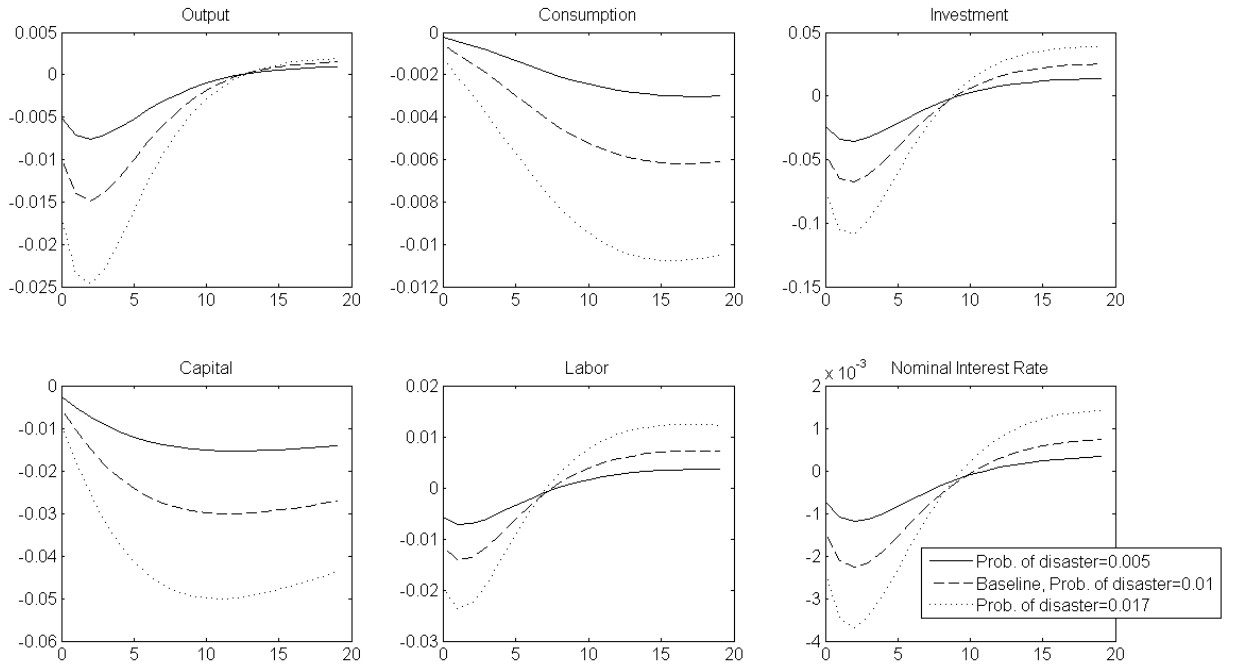 Output
0.005
0
-0.005
-0.01
-0.015
-0.02
-0.025
0 5 10 15 20
Consumption
0
-0.002
-0.004
-0.006
-0.008
-0.01
-0.012
0 5 10 15 20
Investment
0.05
0
-0.05
-0.1
-0.15
0 5 10 15 20
Capital
0
-0.01
-0.02
-0.03
-0.04
-0.05
-0.06
0 5 10 15 20
Labor
0.02
0.01
0
-0.01
-0.02
-0.03
0 5 10 15 20
Nominal Interest Rate
x 10^-3
2
1
0
-1
-2
-3
-4
0 5 10 15 20
Prob. of disaster=0.005
Baseline, Prob. of disaster=0.01
Prob. of disaster=0.017